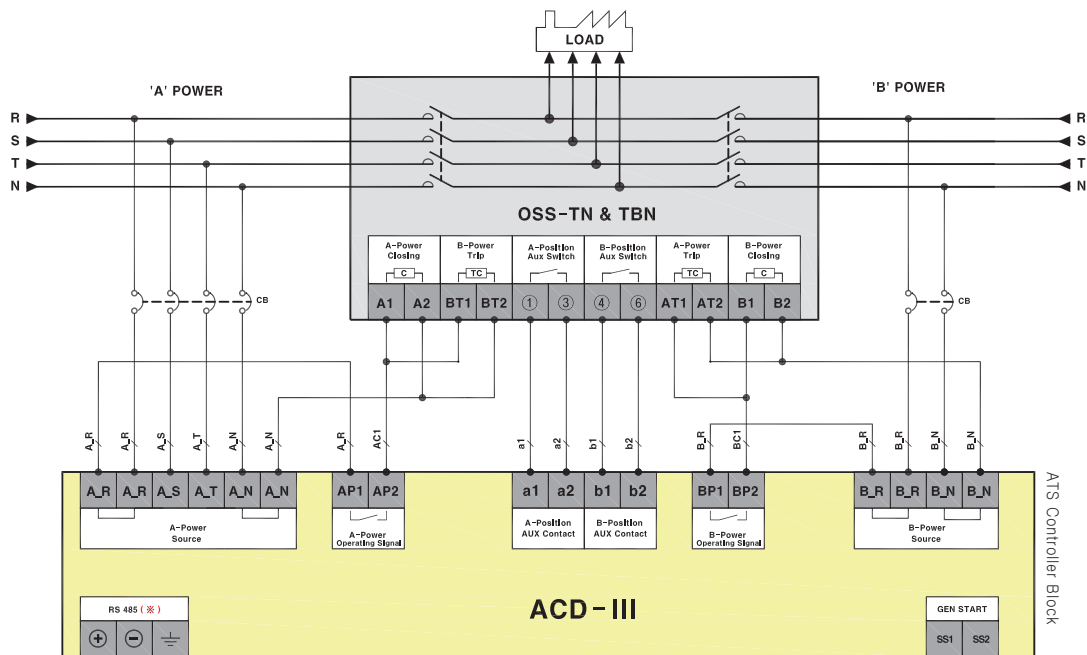 LOAD
'A' POWER
'B' POWER
R
R
S
S
T
T
N
N
OSS-TN & TBN
A-Power
Closing
B-Power
Trip
A-Position
Aux Switch
B-Position
Aux Switch
A-Power
Trip
B-Power
Closing
C
TC
TC
C
A1 A2 BT1 BT2 ① ③ ④ ⑥ AT1 AT2 B1 B2
CB
CB
A_R
A_R
A_S
A_T
A_N
A_N
A_R
AC1
a1
a2
b1
b2
B_R
BC1
B_R
B_R
B_N
B_N
A_R A_R A_S A_T A_N A_N AP1 AP2 a1 a2 b1 b2 BP1 BP2 B_R B_R B_N B_N
A-Power
Source
A-Power
Operating Signal
A-Position
AUX Contact
B-Position
AUX Contact
B-Power
Operating Signal
B-Power
Source
ATS Controller Block
ACD-III
RS 485 (※)
GEN START
SS1 SS2